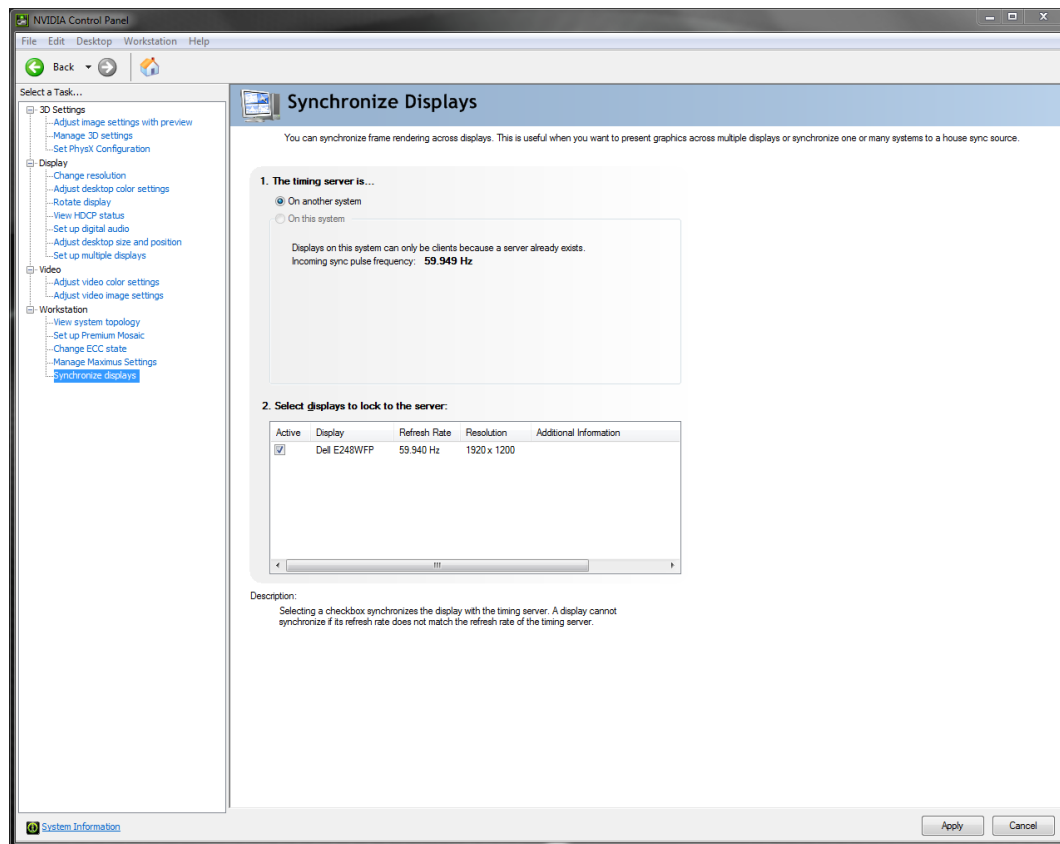 NVIDIA Control Panel
File Edit Desktop Workstation Help
Back
Select a Task...
3D Settings
Adjust image settings with preview
Manage 3D settings
Set PhysX Configuration
Display
Change resolution
Adjust desktop color settings
Rotate display
View HDCP status
Set up digital audio
Adjust desktop size and position
Set up multiple displays
Video
Adjust video color settings
Adjust video image settings
Workstation
View system topology
Set up Premium Mosaic
Change ECC state
Manage Maximus Settings
Synchronize displays
System Information
Synchronize Displays
You can synchronize frame rendering across displays. This is useful when you want to present graphics across multiple displays or synchronize one or many systems to a house sync source.
1. The timing server is...
On another system
On this system
Displays on this system can only be clients because a server already exists.
Incoming sync pulse frequency: 59.949 Hz
2. Select displays to lock to the server:
Active Display Refresh Rate Resolution Additional Information
Dell E248WFP 59.940 Hz 1920 x 1200
Description:
Selecting a checkbox synchronizes the display with the timing server. A display cannot
synchronize if its refresh rate does not match the refresh rate of the timing server.
Apply Cancel